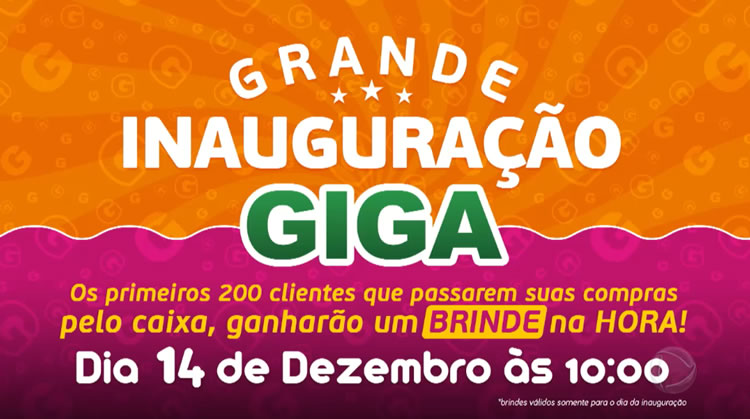 GRANDE
INAUGURAÇÃO
GIGA
Os primeiros 200 clientes que passarem suas compras
pelo caixa, ganharão um BRINDE na HORA!
Dia 14 de Dezembro às 10:00
*brindes válidos somente para o dia da inauguração